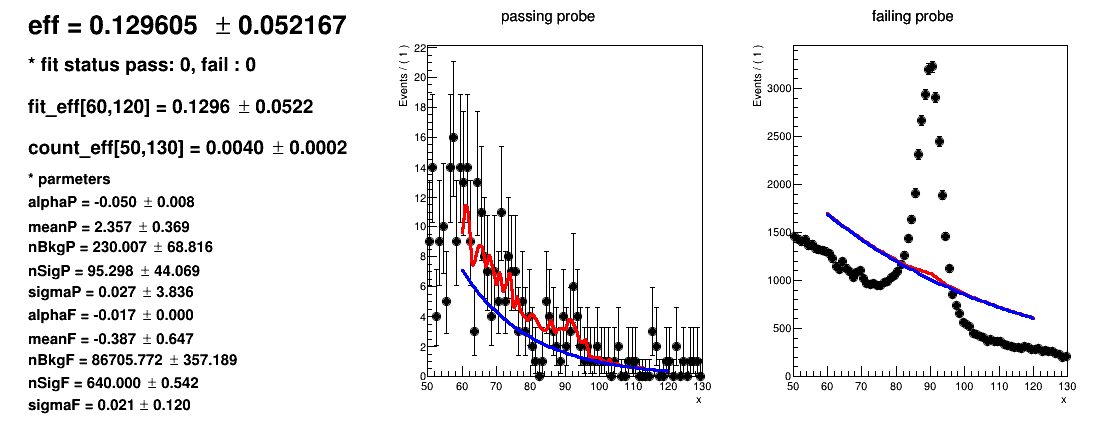 eff = 0.129605 ± 0.052167
* fit status pass: 0, fail : 0
fit_eff[60,120] = 0.1296 ± 0.0522
count_eff[50,130] = 0.0040 ± 0.0002
* parmeters
alphaP = -0.050 ± 0.008
meanP = 2.357 ± 0.369
nBkgP = 230.007 ± 68.816
nSigP = 95.298 ± 44.069
sigmaP = 0.027 ± 3.836
alphaF = -0.017 ± 0.000
meanF = -0.387 ± 0.647
nBkgF = 86705.772 ± 357.189
nSigF = 640.000 ± 0.542
sigmaF = 0.021 ± 0.120
passing probe
Events / ( 1 )
22
20
18
16
14
12
10
8
6
4
2
0
50 60 70 80 90 100 110 120 130
x
failing probe
Events / ( 1 )
3000
2500
2000
1500
1000
500
0
50 60 70 80 90 100 110 120 130
x